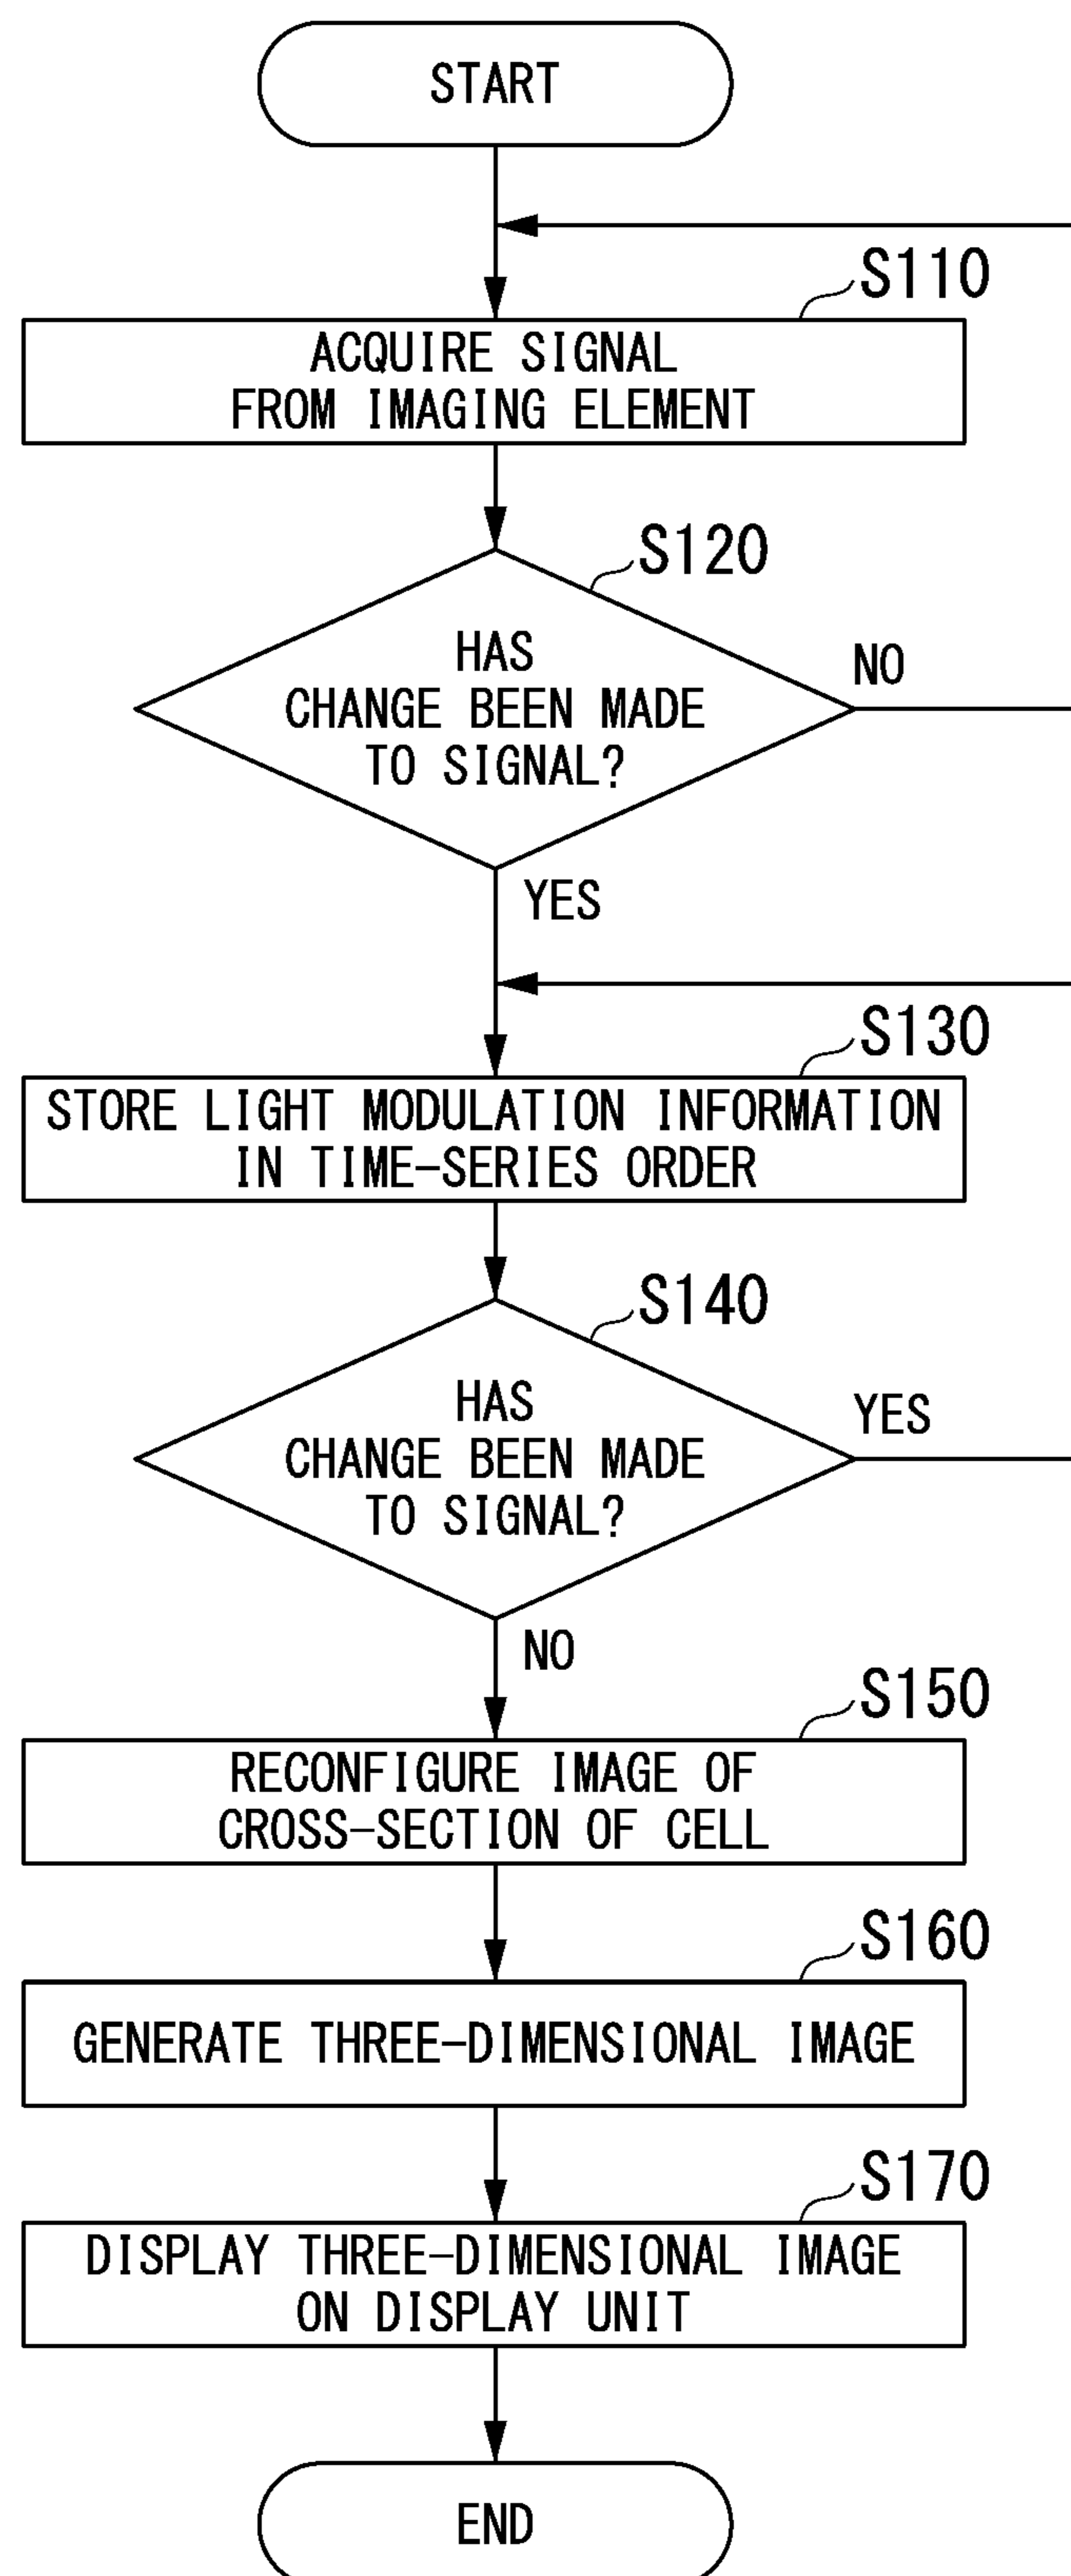 START
S110
ACQUIRE SIGNAL
FROM IMAGING ELEMENT
S120
HAS
CHANGE BEEN MADE
TO SIGNAL?
NO
YES
S130
STORE LIGHT MODULATION INFORMATION
IN TIME-SERIES ORDER
S140
HAS
CHANGE BEEN MADE
TO SIGNAL?
YES
NO
S150
RECONFIGURE IMAGE OF
CROSS-SECTION OF CELL
S160
GENERATE THREE-DIMENSIONAL IMAGE
S170
DISPLAY THREE-DIMENSIONAL IMAGE
ON DISPLAY UNIT
END